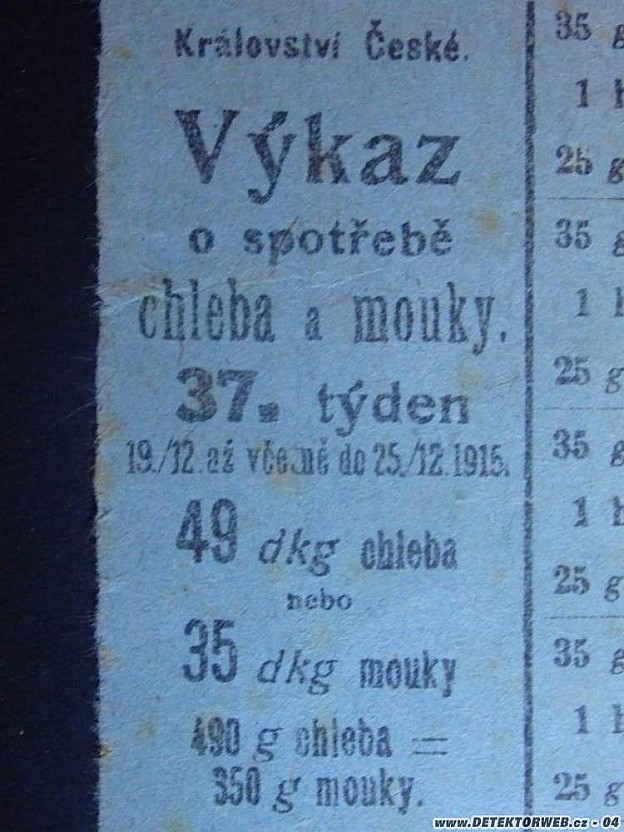 Království České.
Výkaz
o spotřebě
chleba a mouky.
37. týden
19./12. až včetně do 25./12. 1915.
49 dkg chleba
nebo
35 dkg mouky
490 g chleba =
350 g mouky.
35 g
1 h
25 g
35 g
1 h
25 g
35 g
1 h
25 g
35 g
1 h
25 g
www.DETEKTORWEB.cz - 04